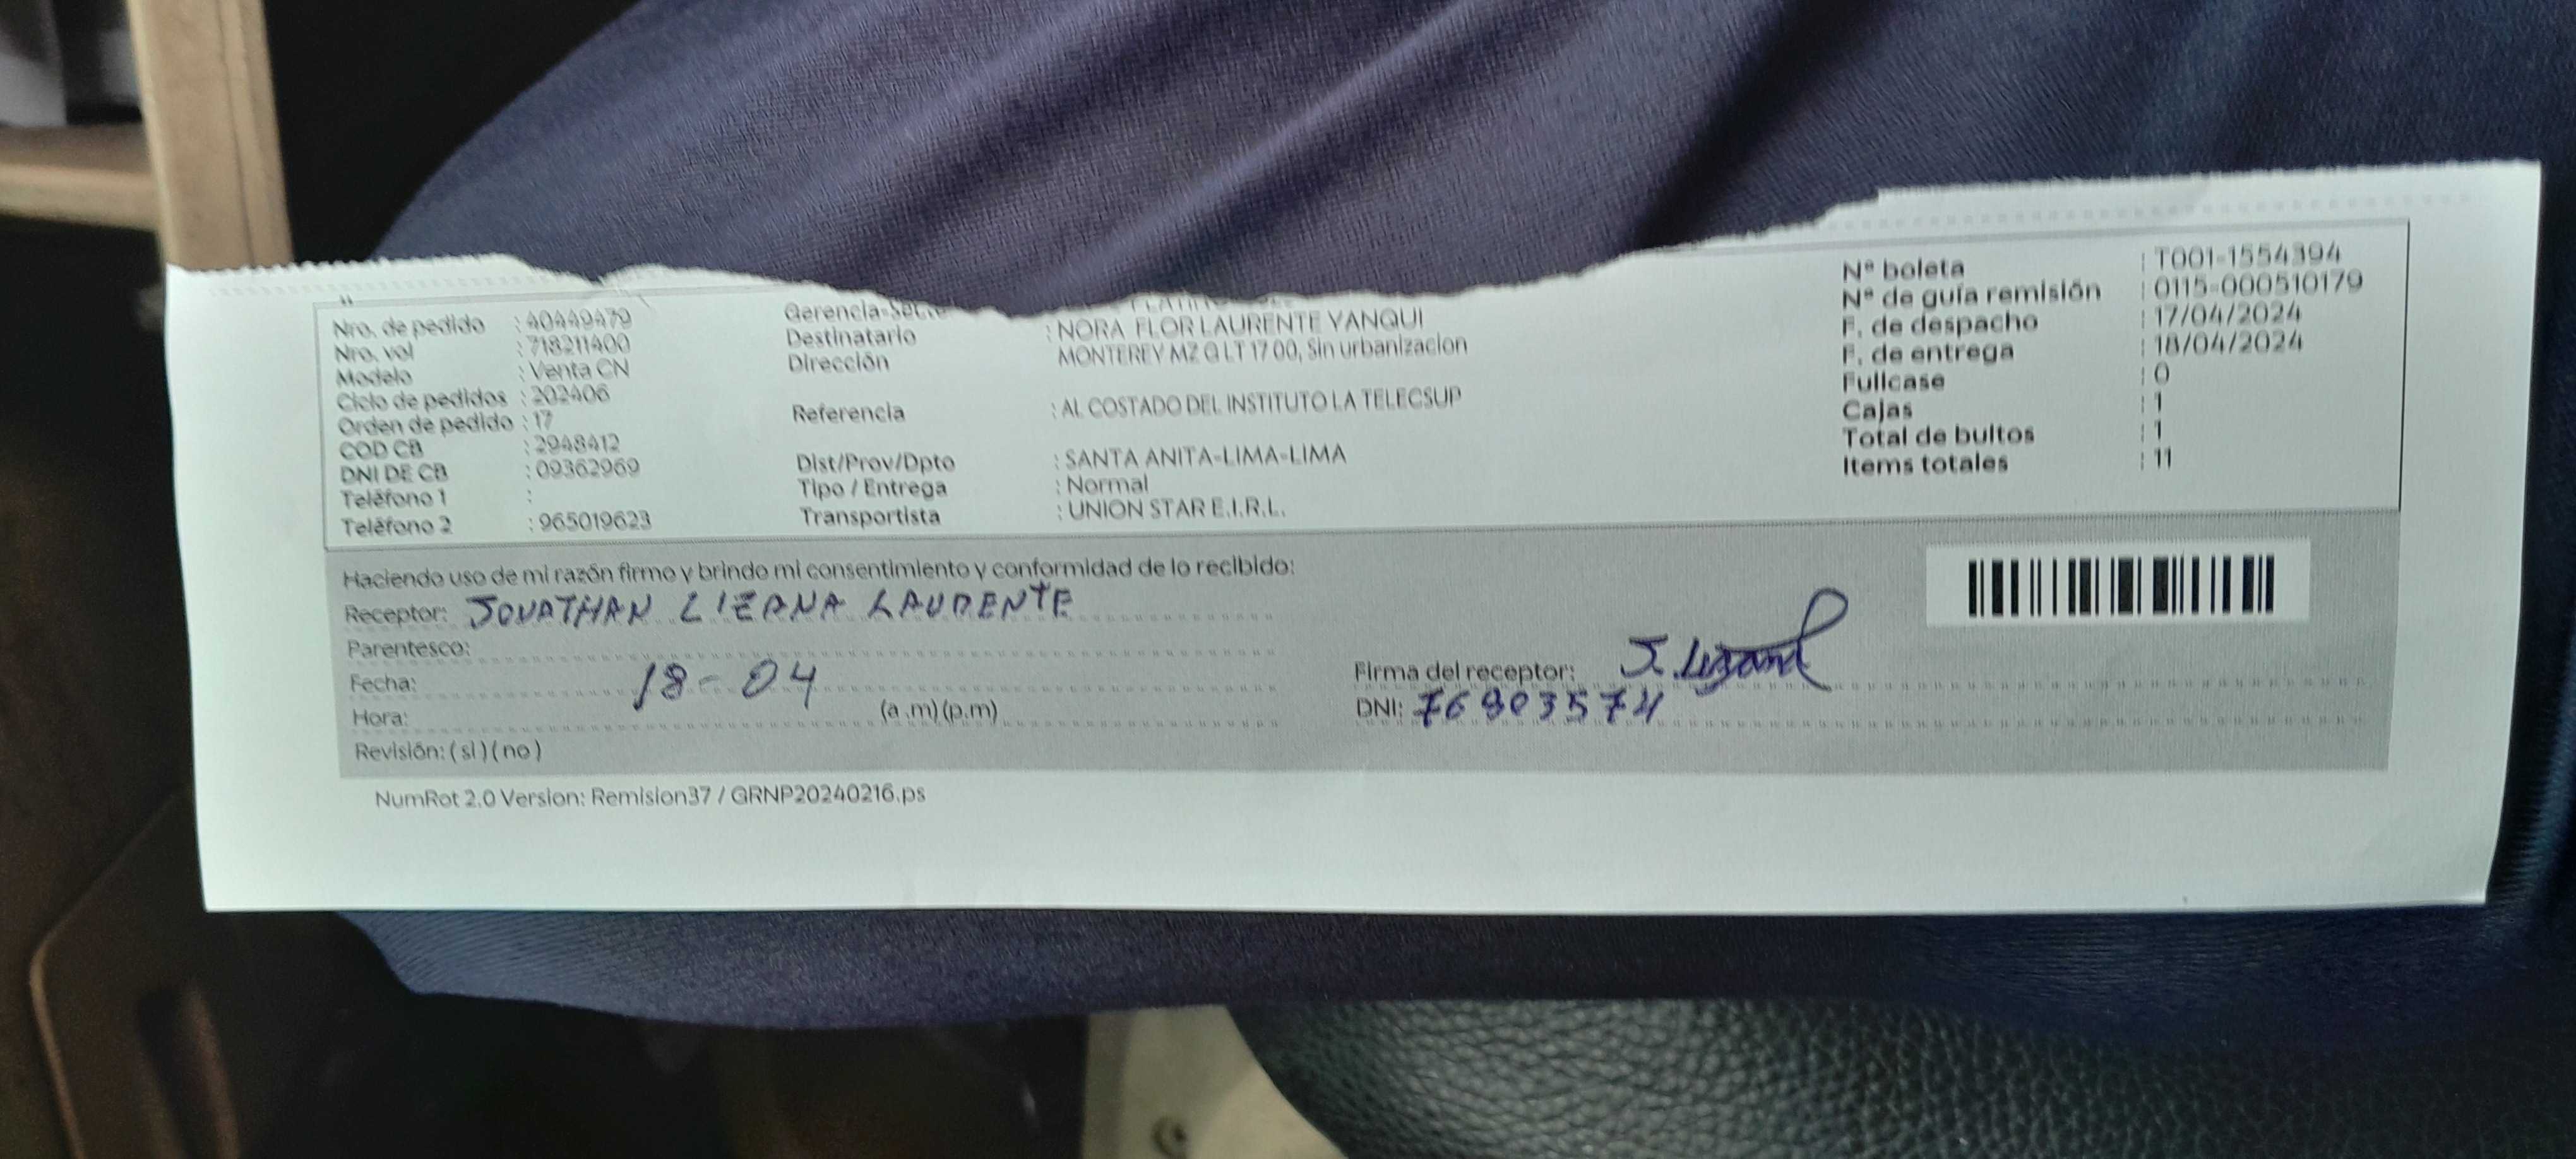 Nro. de pedido : 40449479
Nro. vol : 718211400
Modelo : Venta CN
Ciclo de pedidos : 202406
Orden de pedido : 17
COD CB : 2948412
DNI DE CB : 09362969
Teléfono 1 :
Teléfono 2 : 965019623
Gerencia-
Destinatario : NORA FLOR LAURENTE YANQUI
Dirección MONTEREY MZ G LT 17 00, Sin urbanizacion
Referencia : AL COSTADO DEL INSTITUTO LA TELECSUP
Dist/Prov/Dpto : SANTA ANITA-LIMA-LIMA
Tipo / Entrega : Normal
Transportista : UNION STAR E.I.R.L.
Nº boleta : T001-1554394
Nº de guía remisión : 0115-000510179
F. de despacho : 17/04/2024
F. de entrega : 18/04/2024
Fullcase : 0
Cajas : 1
Total de bultos : 1
Items totales : 11
Haciendo uso de mi razón firmo y brindo mi consentimiento y conformidad de lo recibido:
Receptor: JONATHAN LAURENTE
Parentesco:
Fecha: 18-04
Hora: (a.m)(p.m)
Revisión: (si)(no)
Firma del receptor: J.
DNI: 76903574
NumRot 2.0 Version: Remision37 / GRNP20240216.ps